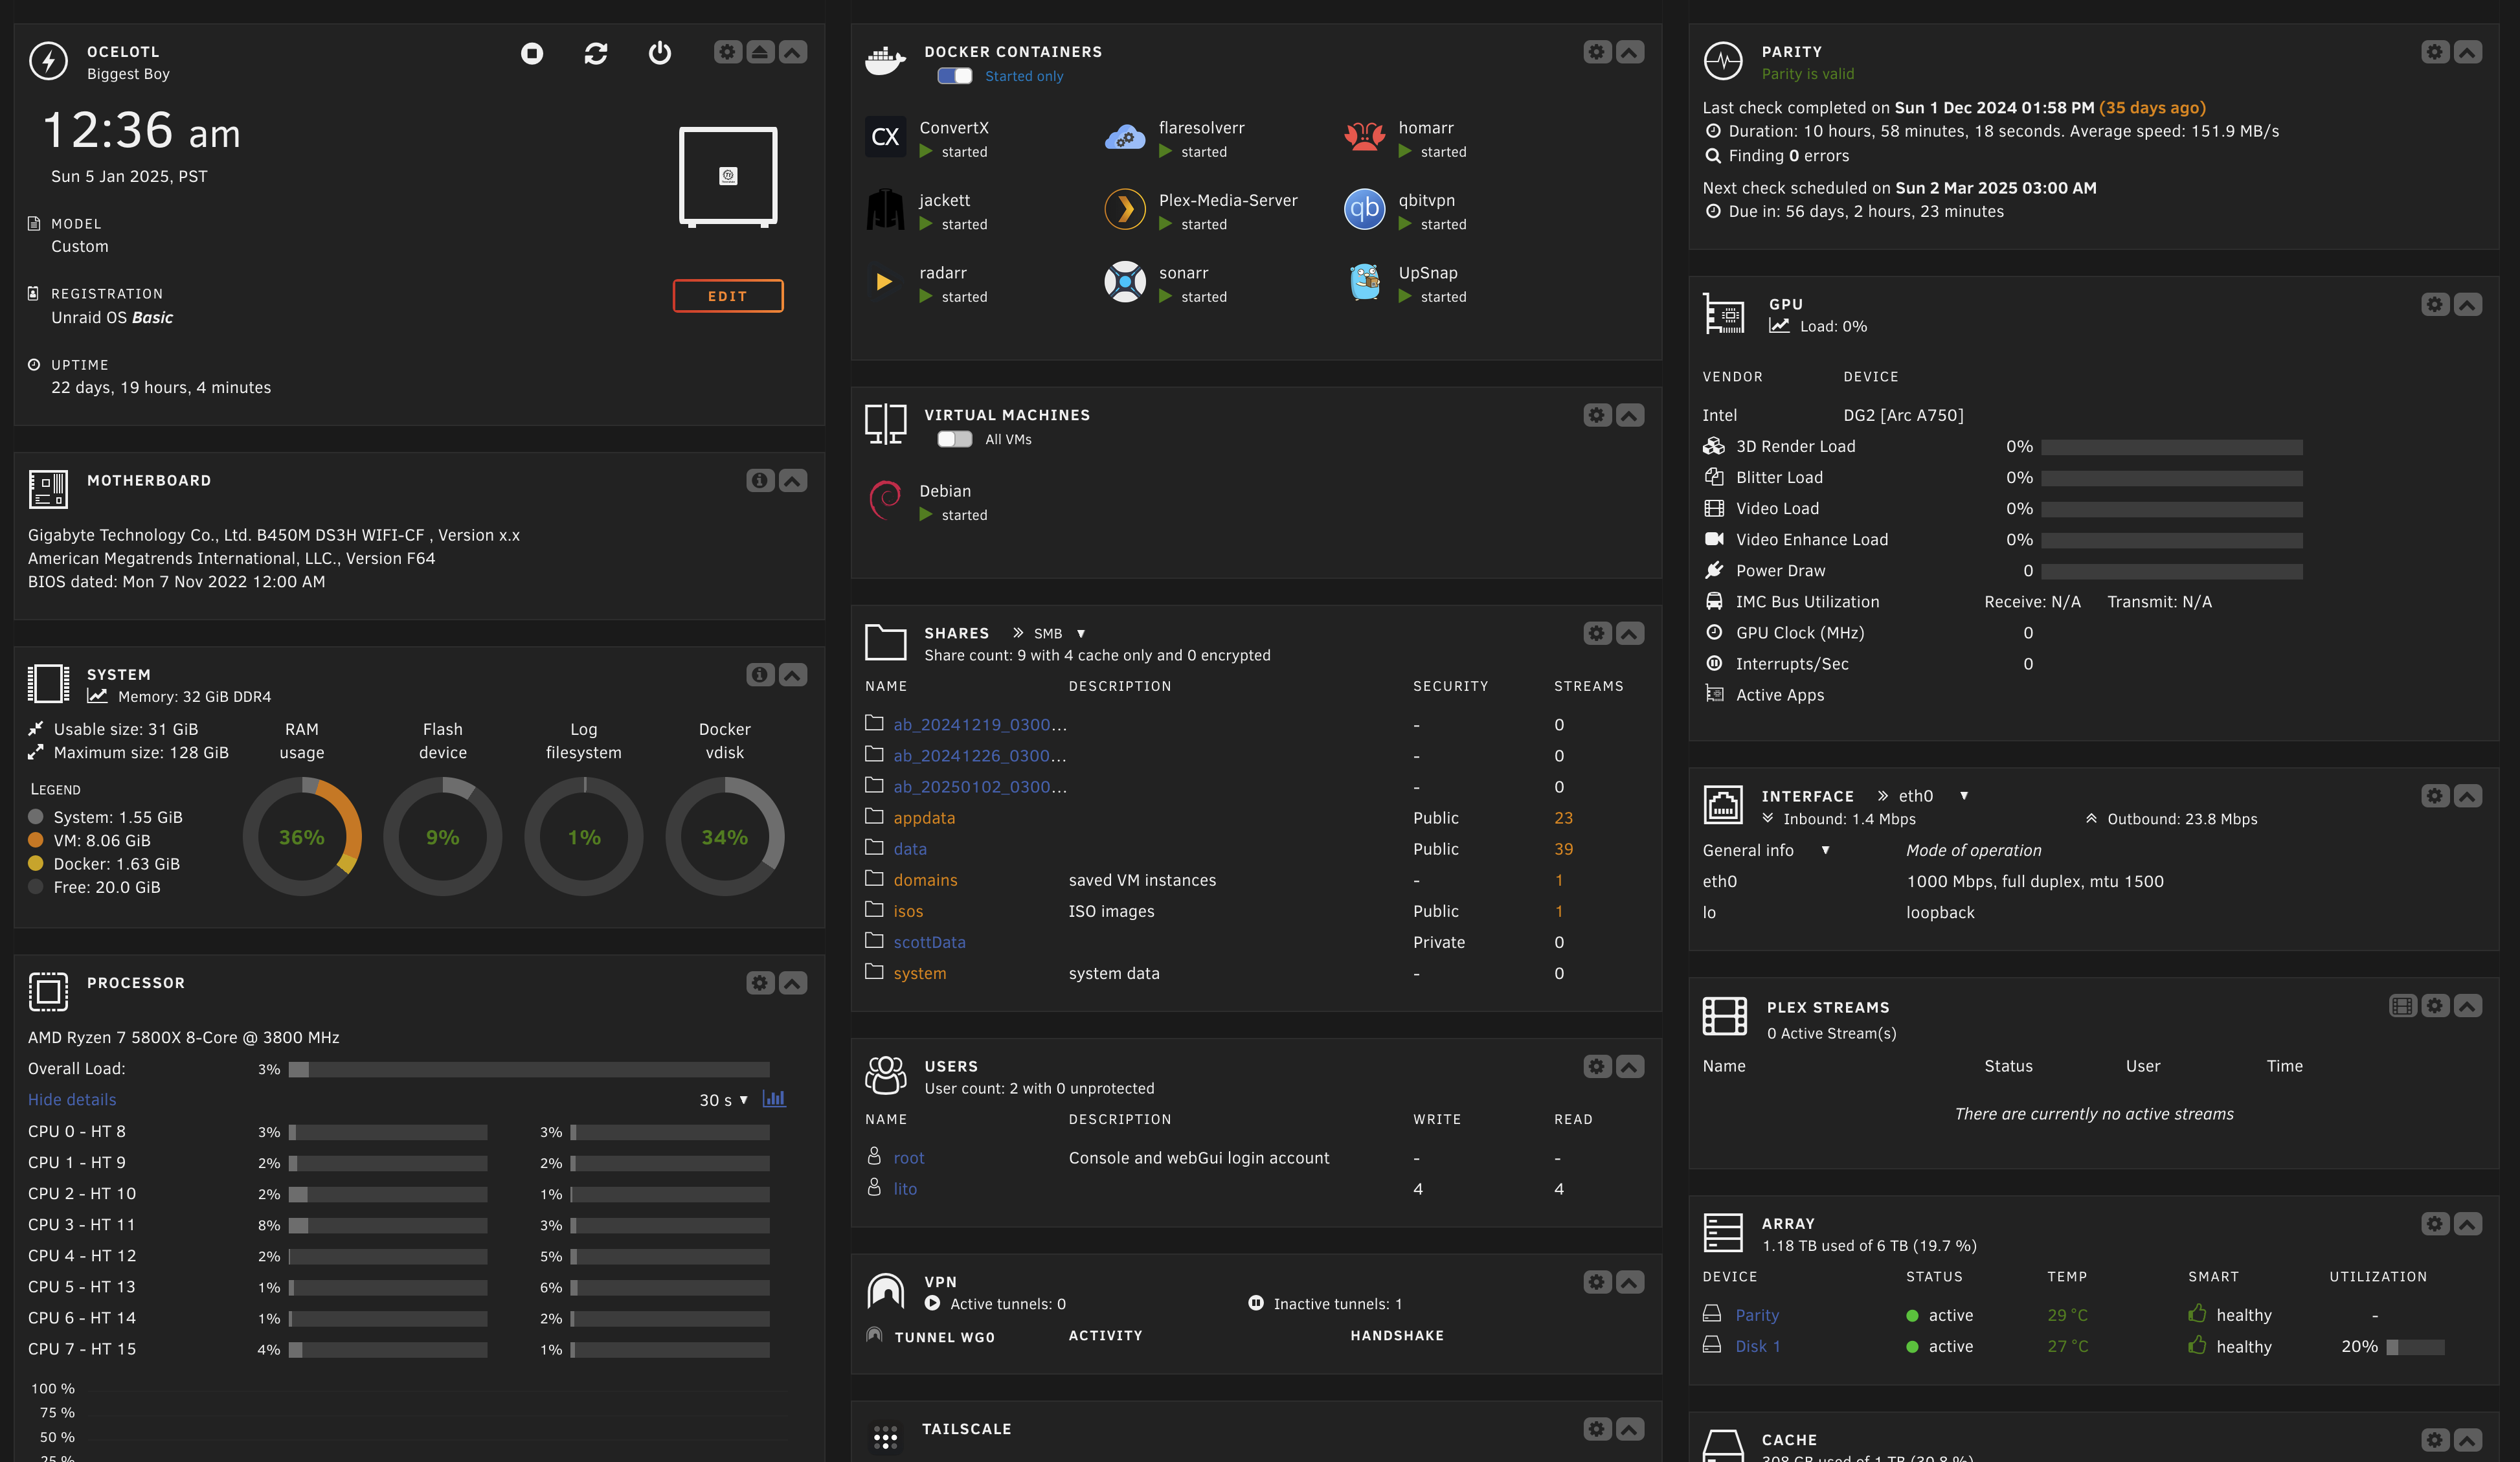 OCELOTL
Biggest Boy
12:36 am
Sun 5 Jan 2025, PST
MODEL
Custom
REGISTRATION
Unraid OS Basic
EDIT
UPTIME
22 days, 19 hours, 4 minutes
MOTHERBOARD
Gigabyte Technology Co., Ltd. B450M DS3H WIFI-CF , Version x.x
American Megatrends International, LLC., Version F64
BIOS dated: Mon 7 Nov 2022 12:00 AM
SYSTEM
Memory: 32 GiB DDR4
Usable size: 31 GiB
Maximum size: 128 GiB
RAM usage
Flash device
Log filesystem
Docker vdisk
LEGEND
System: 1.55 GiB
VM: 8.06 GiB
Docker: 1.63 GiB
Free: 20.0 GiB
36% 9% 1% 34%
PROCESSOR
AMD Ryzen 7 5800X 8-Core @ 3800 MHz
Overall Load: 3%
Hide details 30 s ▼
CPU 0 - HT 8 3% 3%
CPU 1 - HT 9 2% 2%
CPU 2 - HT 10 2% 1%
CPU 3 - HT 11 8% 3%
CPU 4 - HT 12 2% 5%
CPU 5 - HT 13 1% 6%
CPU 6 - HT 14 1% 2%
CPU 7 - HT 15 4% 1%
100 %
75 %
50 %
25 %
DOCKER CONTAINERS
Started only
CX
ConvertX
started
flaresolverr
started
homarr
started
jackett
started
Plex-Media-Server
started
qb
qbitvpn
started
radarr
started
sonarr
started
UpSnap
started
VIRTUAL MACHINES
All VMs
Debian
started
SHARES SMB ▼
Share count: 9 with 4 cache only and 0 encrypted
NAME DESCRIPTION SECURITY STREAMS
ab_20241219_0300... - 0
ab_20241226_0300... - 0
ab_20250102_0300... - 0
appdata Public 23
data Public 39
domains saved VM instances - 1
isos ISO images Public 1
scottData Private 0
system system data - 0
USERS
User count: 2 with 0 unprotected
NAME DESCRIPTION WRITE READ
root Console and webGui login account - -
lito 4 4
VPN
Active tunnels: 0 Inactive tunnels: 1
TUNNEL WG0 ACTIVITY HANDSHAKE
TAILSCALE
PARITY
Parity is valid
Last check completed on Sun 1 Dec 2024 01:58 PM (35 days ago)
Duration: 10 hours, 58 minutes, 18 seconds. Average speed: 151.9 MB/s
Finding 0 errors
Next check scheduled on Sun 2 Mar 2025 03:00 AM
Due in: 56 days, 2 hours, 23 minutes
GPU
Load: 0%
VENDOR DEVICE
Intel DG2 [Arc A750]
3D Render Load 0%
Blitter Load 0%
Video Load 0%
Video Enhance Load 0%
Power Draw 0
IMC Bus Utilization Receive: N/A Transmit: N/A
GPU Clock (MHz) 0
Interrupts/Sec 0
Active Apps
INTERFACE eth0 ▼
Inbound: 1.4 Mbps Outbound: 23.8 Mbps
General info ▼ Mode of operation
eth0 1000 Mbps, full duplex, mtu 1500
lo loopback
PLEX STREAMS
0 Active Stream(s)
Name Status User Time
There are currently no active streams
ARRAY
1.18 TB used of 6 TB (19.7 %)
DEVICE STATUS TEMP SMART UTILIZATION
Parity active 29 °C healthy -
Disk 1 active 27 °C healthy 20%
CACHE
308 GB used of 1 TB (30.8 %)